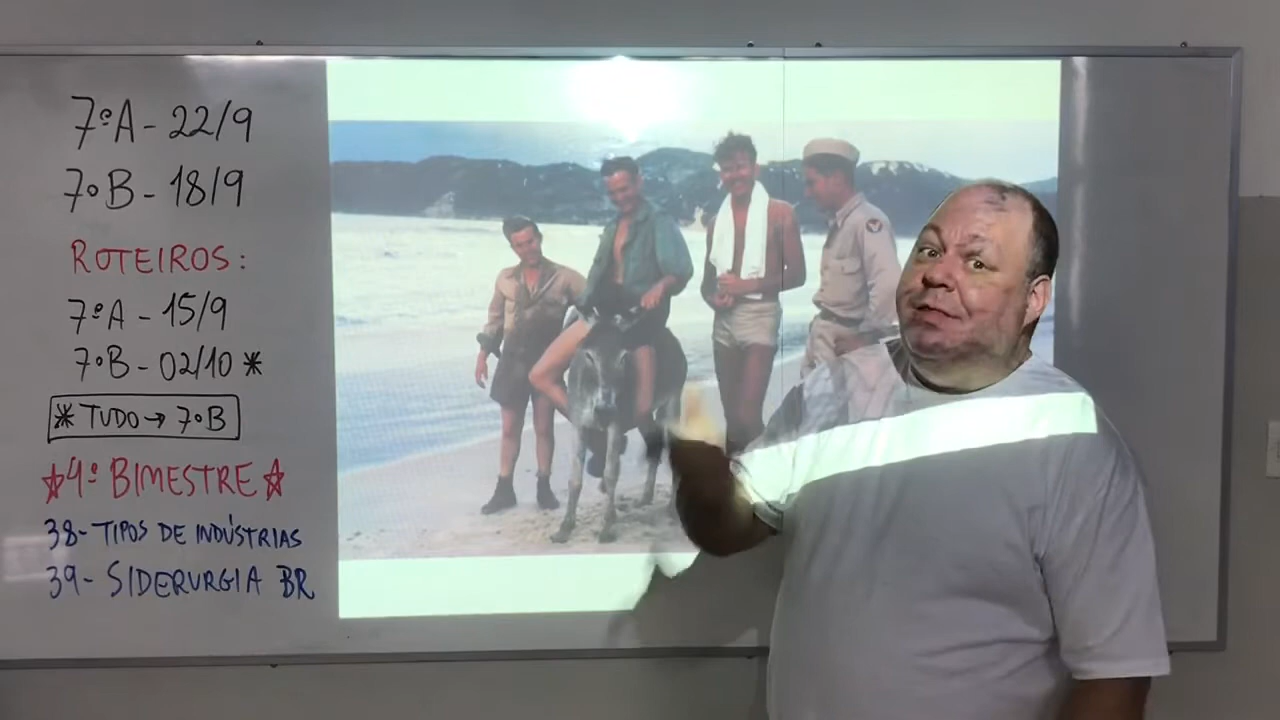 7ºA - 22/9
7ºB - 18/9
ROTEIROS:
7ºA - 15/9
7ºB - 02/10 *
* TUDO → 7ºB
☆ 4º BIMESTRE ☆
38- TIPOS DE INDÚSTRIAS
39- SIDERURGIA BR